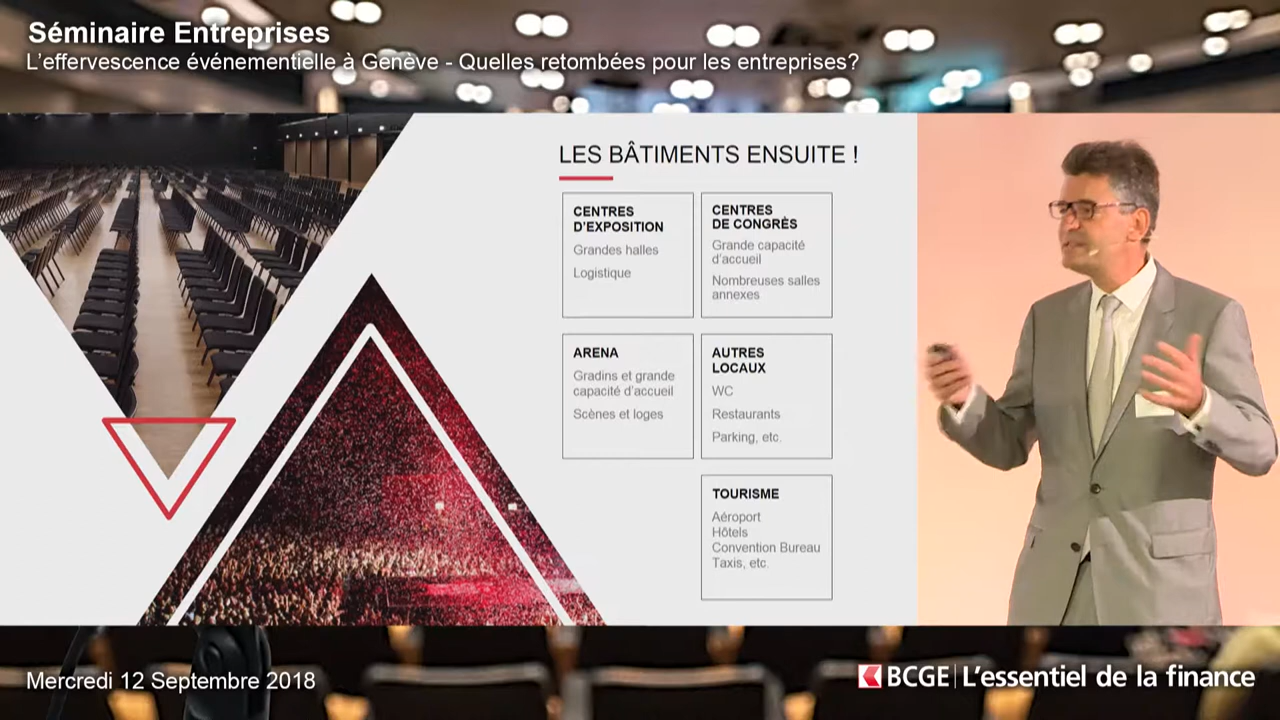 Séminaire Entreprises
L'effervescence événementielle à Genève - Quelles retombées pour les entreprises?
LES BÂTIMENTS ENSUITE !
CENTRES
D'EXPOSITION
Grandes halles
Logistique
CENTRES
DE CONGRÈS
Grande capacité
d'accueil
Nombreuses salles
annexes
ARENA
Gradins et grande
capacité d'accueil
Scènes et loges
AUTRES
LOCAUX
WC
Restaurants
Parking, etc.
TOURISME
Aéroport
Hôtels
Convention Bureau
Taxis, etc.
Mercredi 12 Septembre 2018
BCGE | L'essentiel de la finance